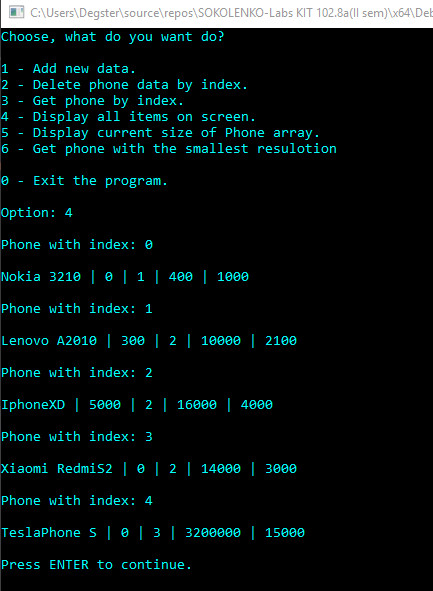 C:\Users\Degster\source\repos\SOKOLENKO-Labs KIT 102.8a(II sem)\x64\Deb
Choose, what do you want do?
1 - Add new data.
2 - Delete phone data by index.
3 - Get phone by index.
4 - Display all items on screen.
5 - Display current size of Phone array.
6 - Get phone with the smallest resulotion
0 - Exit the program.
Option: 4
Phone with index: 0
Nokia 3210 | 0 | 1 | 400 | 1000
Phone with index: 1
Lenovo A2010 | 300 | 2 | 10000 | 2100
Phone with index: 2
IphoneXD | 5000 | 2 | 16000 | 4000
Phone with index: 3
Xiaomi RedmiS2 | 0 | 2 | 14000 | 3000
Phone with index: 4
TeslaPhone S | 0 | 3 | 3200000 | 15000
Press ENTER to continue.